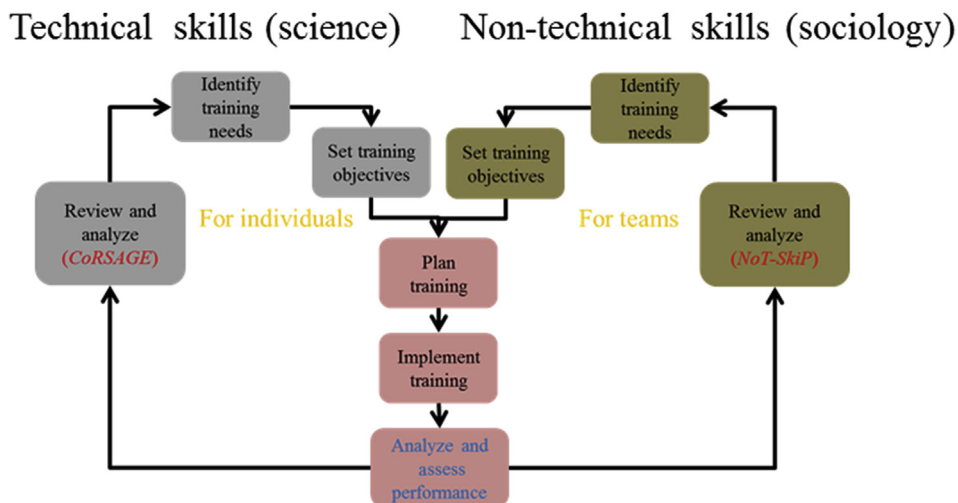 Technical skills (science)
Non-technical skills (sociology)
Identify
training
needs
Identify
training
needs
Set training
objectives
Set training
objectives
Review and
analyze
(CoRSAGE)
For individuals
For teams
Review and
analyze
(NoT-SkiP)
Plan
training
Implement
training
Analyze and
assess
performance